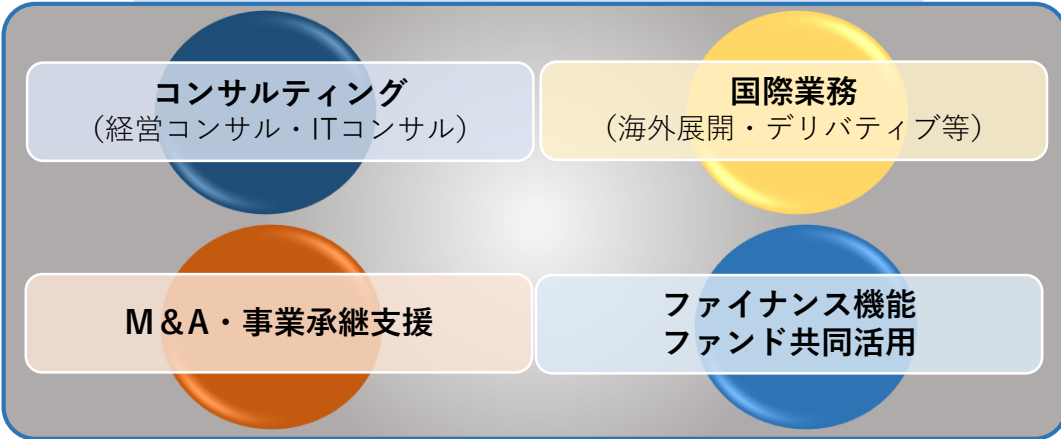 コンサルティング
（経営コンサル・ITコンサル）
国際業務
（海外展開・デリバティブ等）
M＆A・事業承継支援
ファイナンス機能
ファンド共同活用